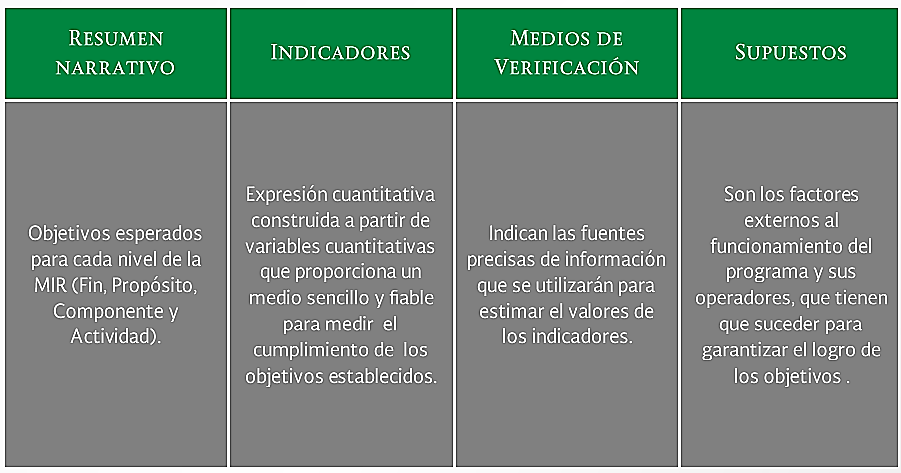 RESUMEN
NARRATIVO
INDICADORES
MEDIOS DE
VERIFICACIÓN
SUPUESTOS
Objetivos esperados
para cada nivel de la
MIR (Fin, Propósito,
Componente y
Actividad).
Expresión cuantitativa
construida a partir de
variables cuantitativas
que proporciona un
medio sencillo y fiable
para medir el
cumplimiento de los
objetivos establecidos.
Indican las fuentes
precisas de información
que se utilizarán para
estimar el valores de
los indicadores.
Son los factores
externos al
funcionamiento del
programa y sus
operadores, que tienen
que suceder para
garantizar el logro de
los objetivos .